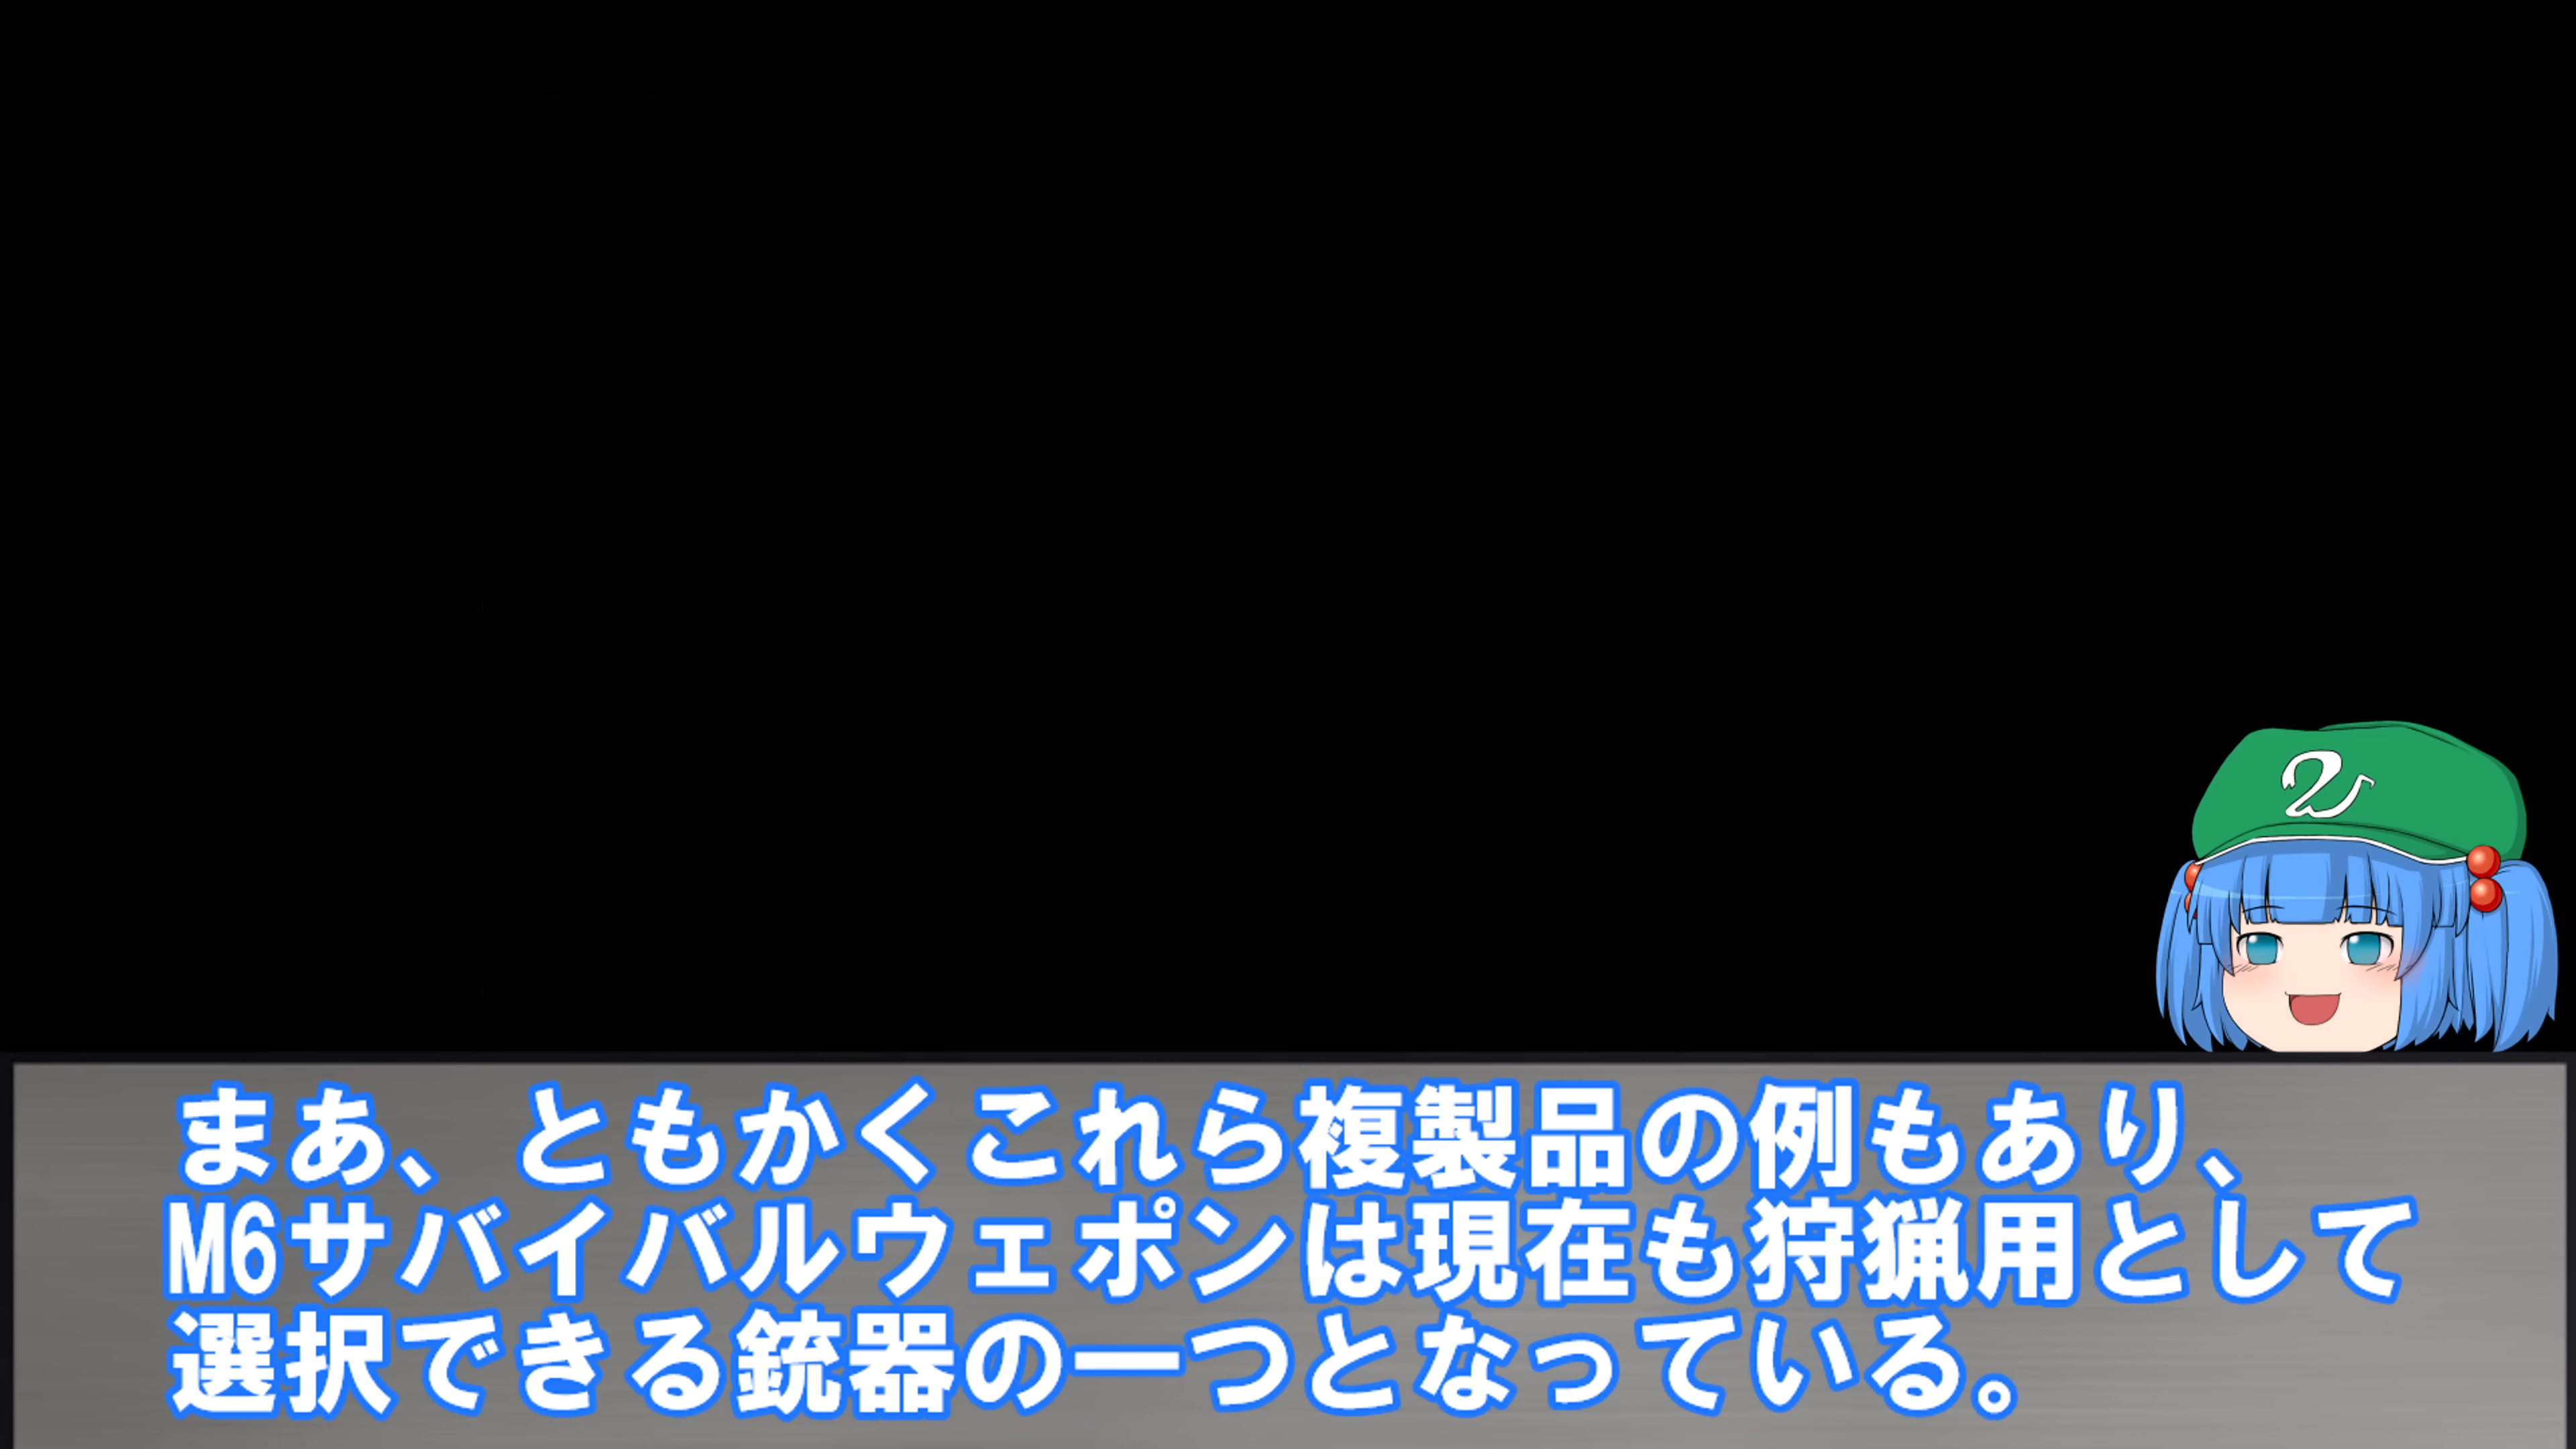 まあ、ともかくこれら複製品の例もあり、
M6サバイバルウェポンは現在も狩猟用として
選択できる銃器の一つとなっている。